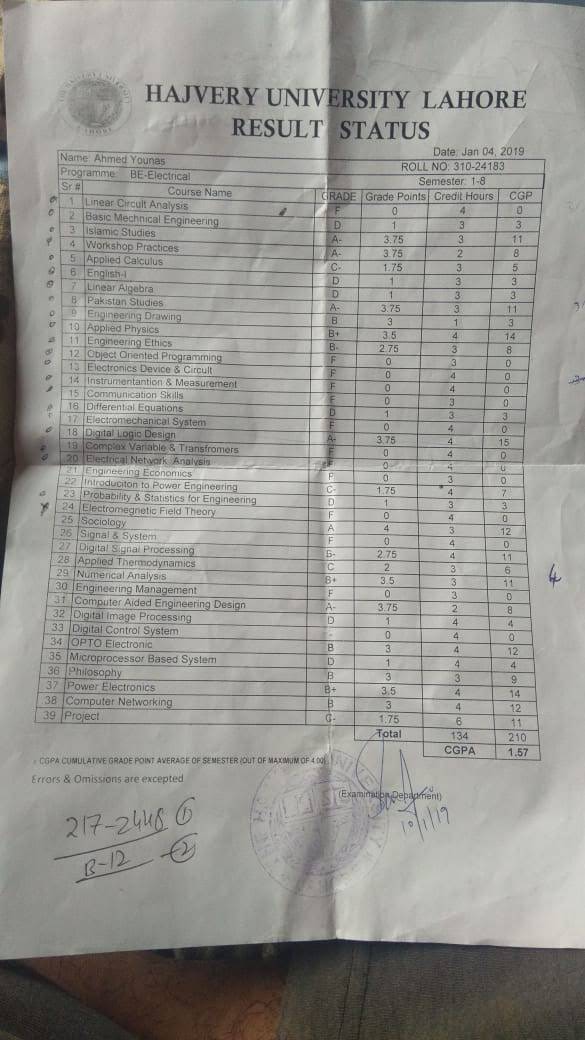 HAJVERY UNIVERSITY LAHORE
RESULT STATUS
Date: Jan 04, 2019
Name: Ahmed Younas ROLL NO: 310-24183
Programme: BE-Electrical Semester: 1-8
Sr # Course Name GRADE Grade Points Credit Hours CGP
1 Linear Circult Analysis F 0 4 0
2 Basic Mechnical Engineering D 1 3 3
3 Islamic Studies A- 3.75 3 11
4 Workshop Practices A- 3.75 2 8
5 Applied Calculus C- 1.75 3 5
6 English-I D 1 3 3
7 Linear Algebra D 1 3 3
8 Pakistan Studies A- 3.75 3 11
9 Engineering Drawing B 3 1 3
10 Applied Physics B+ 3.5 4 14
11 Engineering Ethics B- 2.75 3 8
12 Object Oriented Programming F 0 3 0
13 Electronics Device & Circuit F 0 4 0
14 Instrumentantion & Measurement F 0 4 0
15 Communication Skills F 0 3 0
16 Differential Equations D 1 3 3
17 Electromechanical System F 0 4 0
18 Digital Logic Design A- 3.75 4 15
19 Complex Variable & Transfromers F 0 4 0
20 Electrical Network Analysis F 0 4 0
21 Engineering Economics F 0 3 0
22 Introduciton to Power Engineering C- 1.75 4 7
23 Probability & Statistics for Engineering D 1 3 3
24 Electromegnetic Field Theory F 0 4 0
25 Sociology A 4 3 12
26 Signal & System F 0 4 0
27 Digital Signal Processing B- 2.75 4 11
28 Applied Thermodynamics C 2 3 6
29 Numerical Analysis B+ 3.5 3 11
30 Engineering Management F 0 3 0
31 Computer Aided Engineering Design A- 3.75 2 8
32 Digital Image Processing D 1 4 4
33 Digital Control System - 0 4 0
34 OPTO Electronic B 3 4 12
35 Microprocessor Based System D 1 4 4
36 Philosophy B 3 3 9
37 Power Electronics B+ 3.5 4 14
38 Computer Networking B 3 4 12
39 Project C- 1.75 6 11
Total 134 210
CGPA 1.57
CGPA CUMULATIVE GRADE POINT AVERAGE OF SEMESTER (OUT OF MAXIMUM OF 4.00)
Errors & Omissions are excepted
(Examination Department)
10/1/19
217-2448 1
B-12 2